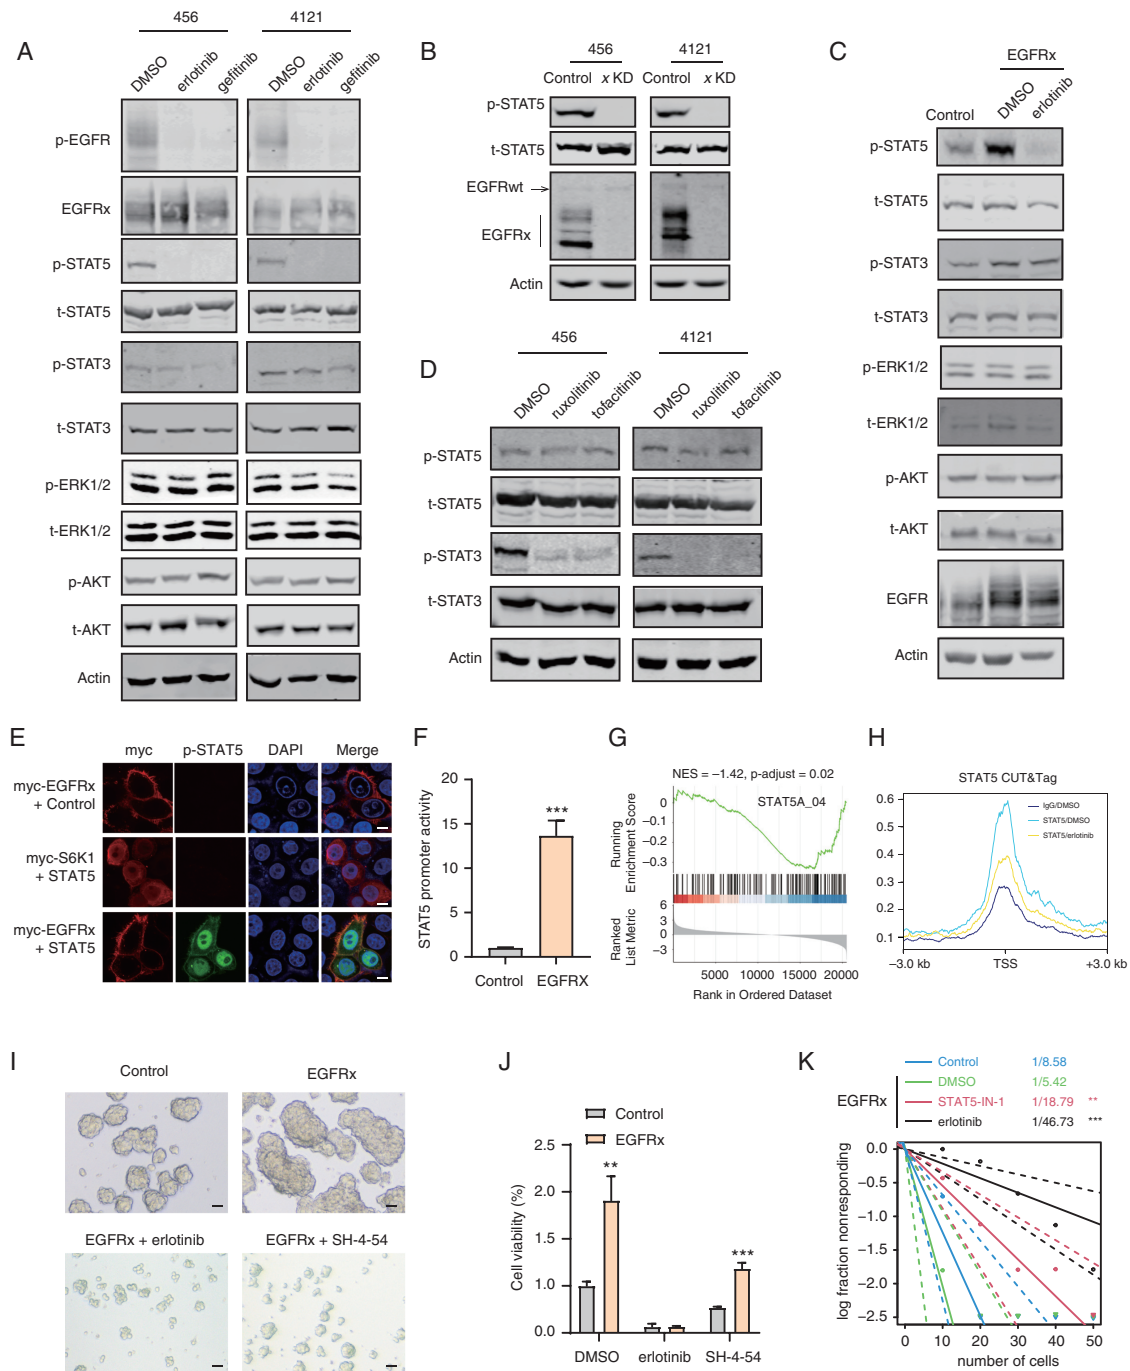 A
456
4121
DMSO
erlotinib
gefitinib
DMSO
erlotinib
gefitinib
p-EGFR
EGFRx
p-STAT5
t-STAT5
p-STAT3
t-STAT3
p-ERK1/2
t-ERK1/2
p-AKT
t-AKT
Actin
B
456
4121
Control
x KD
Control
x KD
p-STAT5
t-STAT5
EGFRwt
EGFRx
Actin
C
EGFRx
Control
DMSO
erlotinib
p-STAT5
t-STAT5
p-STAT3
t-STAT3
p-ERK1/2
t-ERK1/2
p-AKT
t-AKT
EGFR
Actin
D
456
4121
DMSO
ruxolitinib
tofacitinib
DMSO
ruxolitinib
tofacitinib
p-STAT5
t-STAT5
p-STAT3
t-STAT3
Actin
E
myc
p-STAT5
DAPI
Merge
myc-EGFRx
+ Control
myc-S6K1
+ STAT5
myc-EGFRx
+ STAT5
F
STAT5 promoter activity
20
15
10
5
0
***
Control
EGFRX
G
NES = −1.42, p-adjust = 0.02
STAT5A_04
Running
Enrichment Score
0
−0.1
−0.2
−0.3
Ranked
List Metric
6
3
0
−3
5000
10000
15000
20000
Rank in Ordered Dataset
H
STAT5 CUT&Tag
IgG/DMSO
STAT5/DMSO
STAT5/erlotinib
0.6
0.5
0.4
0.3
0.2
0.1
−3.0 kb
TSS
+3.0 kb
I
Control
EGFRx
EGFRx + erlotinib
EGFRx + SH-4-54
J
Control
EGFRx
Cell viability (%)
2.5
2.0
1.5
1.0
0.0
**
***
DMSO
erlotinib
SH-4-54
K
Control 1/8.58
EGFRx
DMSO 1/5.42
STAT5-IN-1 1/18.79 **
erlotinib 1/46.73 ***
log fraction nonresponding
0.0
−0.5
−1.0
−1.5
−2.0
−2.5
0
10
20
30
40
50
number of cells